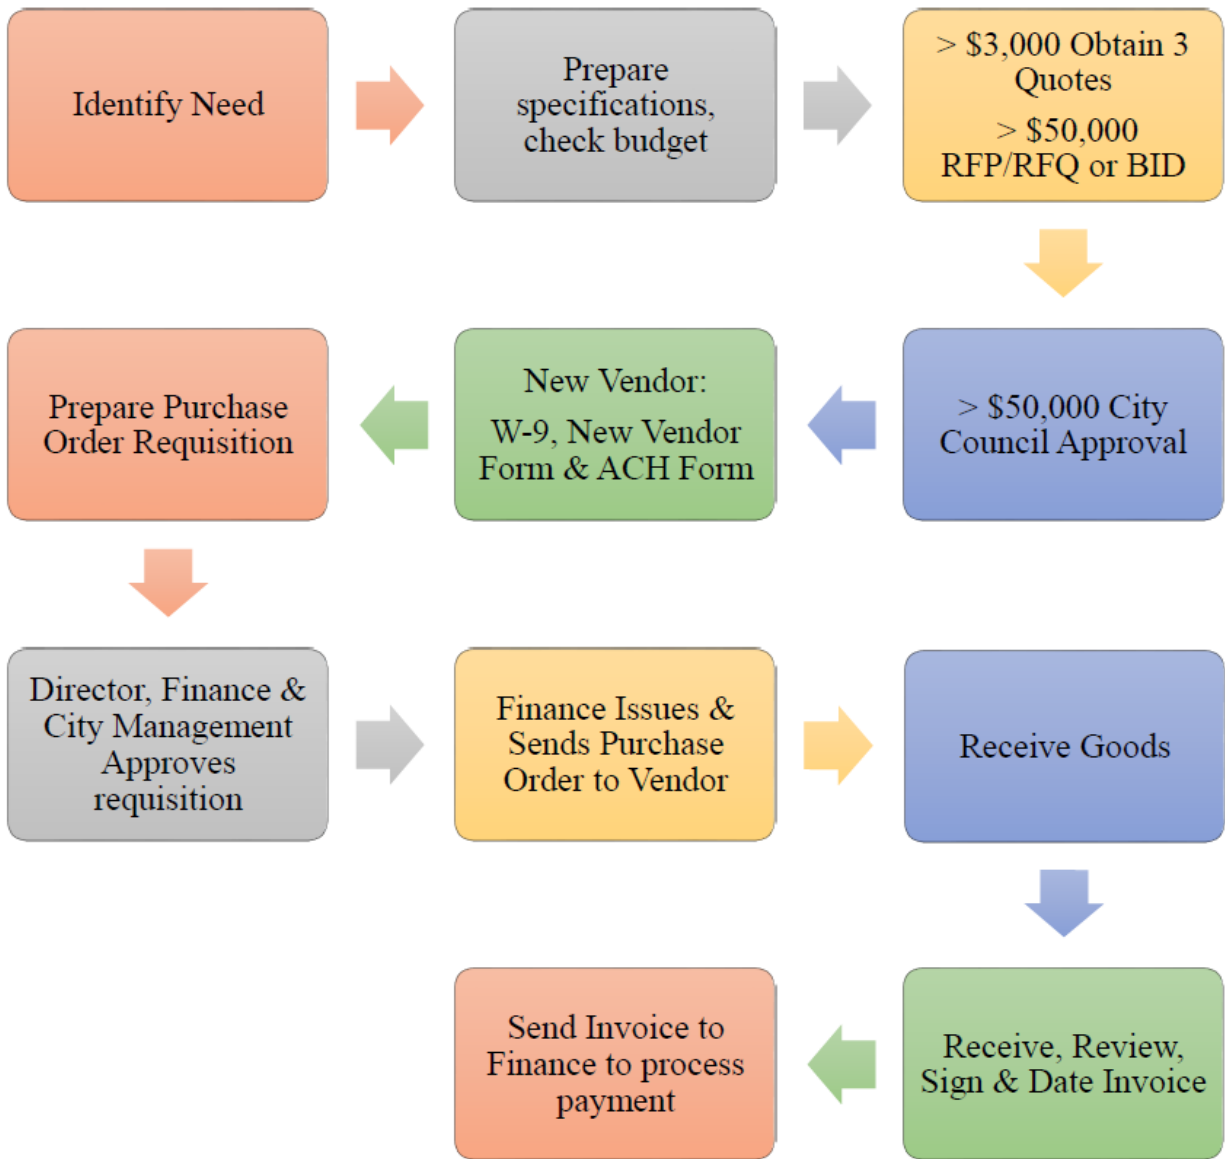 Identify Need
Prepare
specifications,
check budget
> $3,000 Obtain 3
Quotes
> $50,000
RFP/RFQ or BID
> $50,000 City
Council Approval
New Vendor:
W-9, New Vendor
Form & ACH Form
Prepare Purchase
Order Requisition
Director, Finance &
City Management
Approves
requisition
Finance Issues &
Sends Purchase
Order to Vendor
Receive Goods
Receive, Review,
Sign & Date Invoice
Send Invoice to
Finance to process
payment